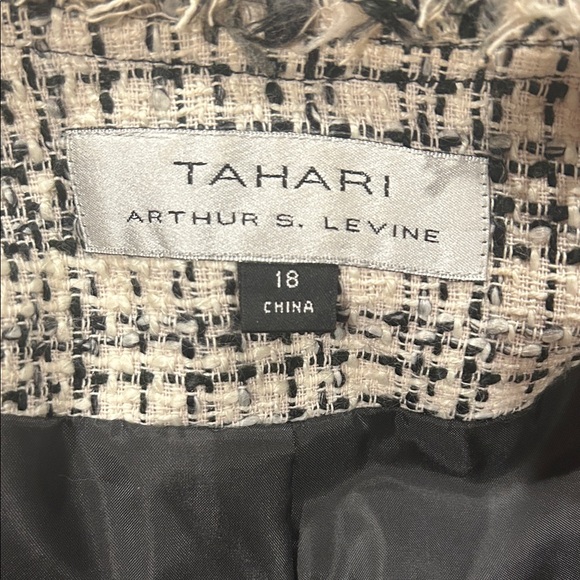 TAHARI
ARTHUR S. LEVINE
18
CHINA